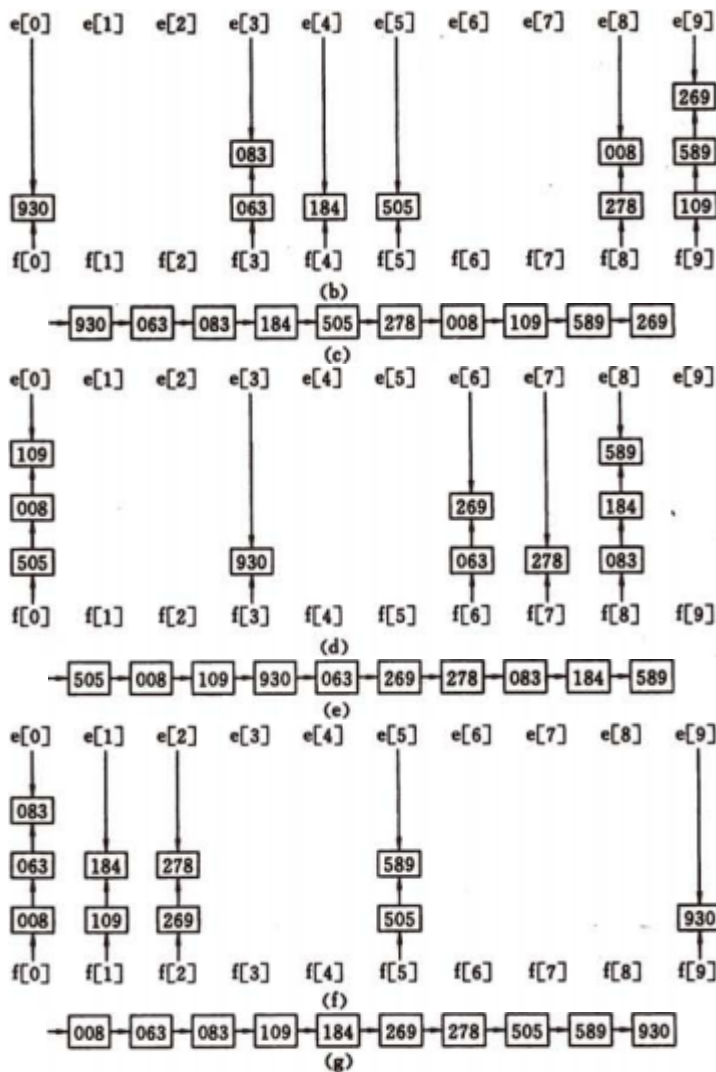 e[0] e[1] e[2] e[3] e[4] e[5] e[6] e[7] e[8] e[9]
269
083 008 589
930 063 184 505 278 109
f[0] f[1] f[2] f[3] f[4] f[5] f[6] f[7] f[8] f[9]
(b)
930 063 083 184 505 278 008 109 589 269
(c)
e[0] e[1] e[2] e[3] e[4] e[5] e[6] e[7] e[8] e[9]
109 589
008 269 184
505 930 063 278 083
f[0] f[1] f[2] f[3] f[4] f[5] f[6] f[7] f[8] f[9]
(d)
505 008 109 930 063 269 278 083 184 589
(e)
e[0] e[1] e[2] e[3] e[4] e[5] e[6] e[7] e[8] e[9]
083
063 184 278 589
008 109 269 505 930
f[0] f[1] f[2] f[3] f[4] f[5] f[6] f[7] f[8] f[9]
(f)
008 063 083 109 184 269 278 505 589 930
(g)